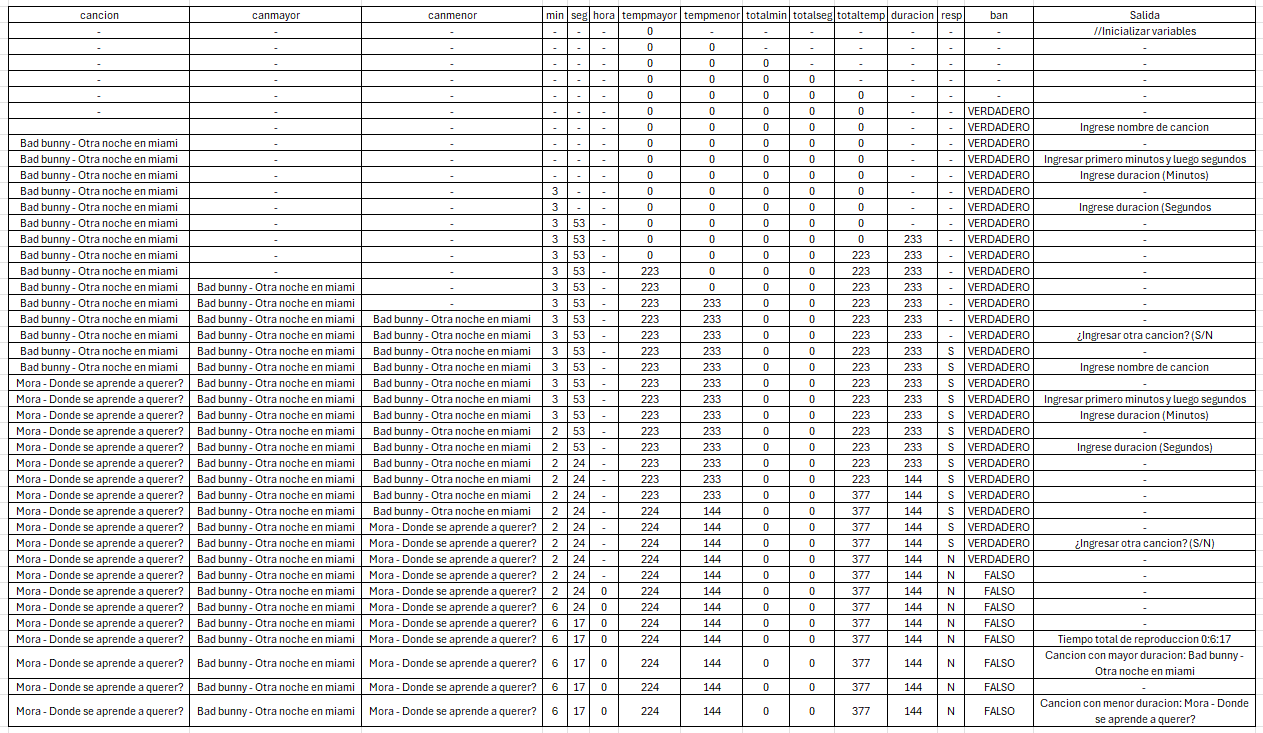 cancion canmayor canmenor min seg hora tempmayor tempmenor totalmin totalseg totaltemp duracion resp ban Salida
- - - - - - 0 - - - - - - - //Inicializar variables
- - - - - - 0 0 - - - - - - -
- - - - - - 0 0 0 - - - - - -
- - - - - - 0 0 0 0 - - - - -
- - - - - - 0 0 0 0 0 - - - -
- - - - - - 0 0 0 0 0 - - VERDADERO -
- - - - - 0 0 0 0 0 - - VERDADERO Ingrese nombre de cancion
Bad bunny - Otra noche en miami - - - - - 0 0 0 0 0 - - VERDADERO -
Bad bunny - Otra noche en miami - - - - - 0 0 0 0 0 - - VERDADERO Ingresar primero minutos y luego segundos
Bad bunny - Otra noche en miami - - - - - 0 0 0 0 0 - - VERDADERO Ingrese duracion (Minutos)
Bad bunny - Otra noche en miami - - 3 - - 0 0 0 0 0 - - VERDADERO -
Bad bunny - Otra noche en miami - - 3 - - 0 0 0 0 0 - - VERDADERO Ingrese duracion (Segundos
Bad bunny - Otra noche en miami - - 3 53 - 0 0 0 0 0 - - VERDADERO -
Bad bunny - Otra noche en miami - - 3 53 - 0 0 0 0 0 233 - VERDADERO -
Bad bunny - Otra noche en miami - - 3 53 - 0 0 0 0 223 233 - VERDADERO -
Bad bunny - Otra noche en miami - - 3 53 - 223 0 0 0 223 233 - VERDADERO -
Bad bunny - Otra noche en miami Bad bunny - Otra noche en miami - 3 53 - 223 0 0 0 223 233 - VERDADERO -
Bad bunny - Otra noche en miami Bad bunny - Otra noche en miami - 3 53 - 223 233 0 0 223 233 - VERDADERO -
Bad bunny - Otra noche en miami Bad bunny - Otra noche en miami Bad bunny - Otra noche en miami 3 53 - 223 233 0 0 223 233 - VERDADERO -
Bad bunny - Otra noche en miami Bad bunny - Otra noche en miami Bad bunny - Otra noche en miami 3 53 - 223 233 0 0 223 233 - VERDADERO ¿Ingresar otra cancion? (S/N
Bad bunny - Otra noche en miami Bad bunny - Otra noche en miami Bad bunny - Otra noche en miami 3 53 - 223 233 0 0 223 233 S VERDADERO -
Bad bunny - Otra noche en miami Bad bunny - Otra noche en miami Bad bunny - Otra noche en miami 3 53 - 223 233 0 0 223 233 S VERDADERO Ingrese nombre de cancion
Mora - Donde se aprende a querer? Bad bunny - Otra noche en miami Bad bunny - Otra noche en miami 3 53 - 223 233 0 0 223 233 S VERDADERO -
Mora - Donde se aprende a querer? Bad bunny - Otra noche en miami Bad bunny - Otra noche en miami 3 53 - 223 233 0 0 223 233 S VERDADERO Ingresar primero minutos y luego segundos
Mora - Donde se aprende a querer? Bad bunny - Otra noche en miami Bad bunny - Otra noche en miami 3 53 - 223 233 0 0 223 233 S VERDADERO Ingrese duracion (Minutos)
Mora - Donde se aprende a querer? Bad bunny - Otra noche en miami Bad bunny - Otra noche en miami 2 53 - 223 233 0 0 223 233 S VERDADERO -
Mora - Donde se aprende a querer? Bad bunny - Otra noche en miami Bad bunny - Otra noche en miami 2 53 - 223 233 0 0 223 233 S VERDADERO Ingrese duracion (Segundos)
Mora - Donde se aprende a querer? Bad bunny - Otra noche en miami Bad bunny - Otra noche en miami 2 24 - 223 233 0 0 223 233 S VERDADERO -
Mora - Donde se aprende a querer? Bad bunny - Otra noche en miami Bad bunny - Otra noche en miami 2 24 - 223 233 0 0 223 144 S VERDADERO -
Mora - Donde se aprende a querer? Bad bunny - Otra noche en miami Bad bunny - Otra noche en miami 2 24 - 223 233 0 0 377 144 S VERDADERO -
Mora - Donde se aprende a querer? Bad bunny - Otra noche en miami Bad bunny - Otra noche en miami 2 24 - 224 144 0 0 377 144 S VERDADERO -
Mora - Donde se aprende a querer? Bad bunny - Otra noche en miami Mora - Donde se aprende a querer? 2 24 - 224 144 0 0 377 144 S VERDADERO -
Mora - Donde se aprende a querer? Bad bunny - Otra noche en miami Mora - Donde se aprende a querer? 2 24 - 224 144 0 0 377 144 S VERDADERO ¿Ingresar otra cancion? (S/N)
Mora - Donde se aprende a querer? Bad bunny - Otra noche en miami Mora - Donde se aprende a querer? 2 24 - 224 144 0 0 377 144 N VERDADERO -
Mora - Donde se aprende a querer? Bad bunny - Otra noche en miami Mora - Donde se aprende a querer? 2 24 - 224 144 0 0 377 144 N FALSO -
Mora - Donde se aprende a querer? Bad bunny - Otra noche en miami Mora - Donde se aprende a querer? 2 24 0 224 144 0 0 377 144 N FALSO -
Mora - Donde se aprende a querer? Bad bunny - Otra noche en miami Mora - Donde se aprende a querer? 6 24 0 224 144 0 0 377 144 N FALSO -
Mora - Donde se aprende a querer? Bad bunny - Otra noche en miami Mora - Donde se aprende a querer? 6 17 0 224 144 0 0 377 144 N FALSO -
Mora - Donde se aprende a querer? Bad bunny - Otra noche en miami Mora - Donde se aprende a querer? 6 17 0 224 144 0 0 377 144 N FALSO Tiempo total de reproduccion 0:6:17
Mora - Donde se aprende a querer? Bad bunny - Otra noche en miami Mora - Donde se aprende a querer? 6 17 0 224 144 0 0 377 144 N FALSO Cancion con mayor duracion: Bad bunny -
Otra noche en miami
Mora - Donde se aprende a querer? Bad bunny - Otra noche en miami Mora - Donde se aprende a querer? 6 17 0 224 144 0 0 377 144 N FALSO -
Mora - Donde se aprende a querer? Bad bunny - Otra noche en miami Mora - Donde se aprende a querer? 6 17 0 224 144 0 0 377 144 N FALSO Cancion con menor duracion: Mora - Donde
se aprende a querer?